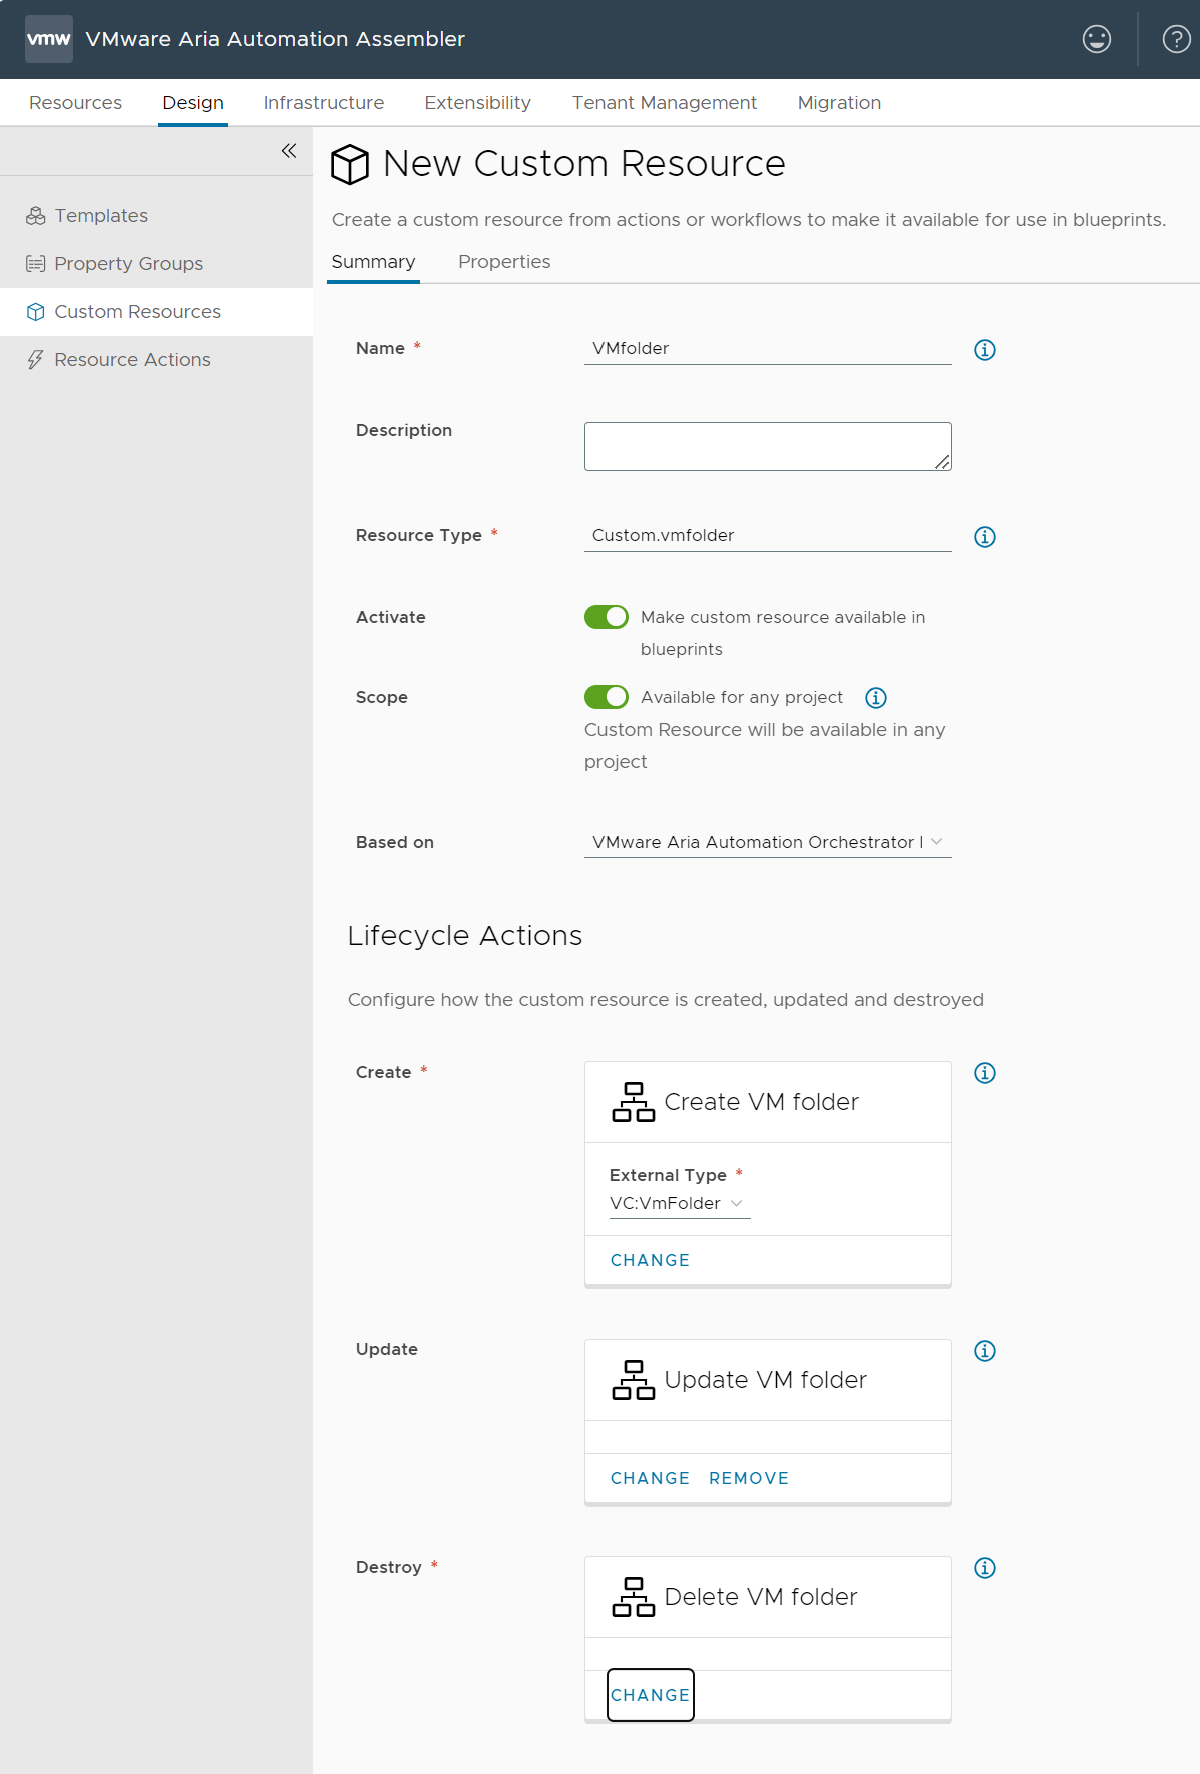 vmw VMware Aria Automation Assembler
Resources Design Infrastructure Extensibility Tenant Management Migration
Templates
Property Groups
Custom Resources
Resource Actions
New Custom Resource
Create a custom resource from actions or workflows to make it available for use in blueprints.
Summary Properties
Name * VMfolder
Description
Resource Type * Custom.vmfolder
Activate Make custom resource available in
blueprints
Scope Available for any project
Custom Resource will be available in any
project
Based on VMware Aria Automation Orchestrator
Lifecycle Actions
Configure how the custom resource is created, updated and destroyed
Create * Create VM folder
External Type *
VC:VmFolder
CHANGE
Update Update VM folder
CHANGE REMOVE
Destroy * Delete VM folder
CHANGE